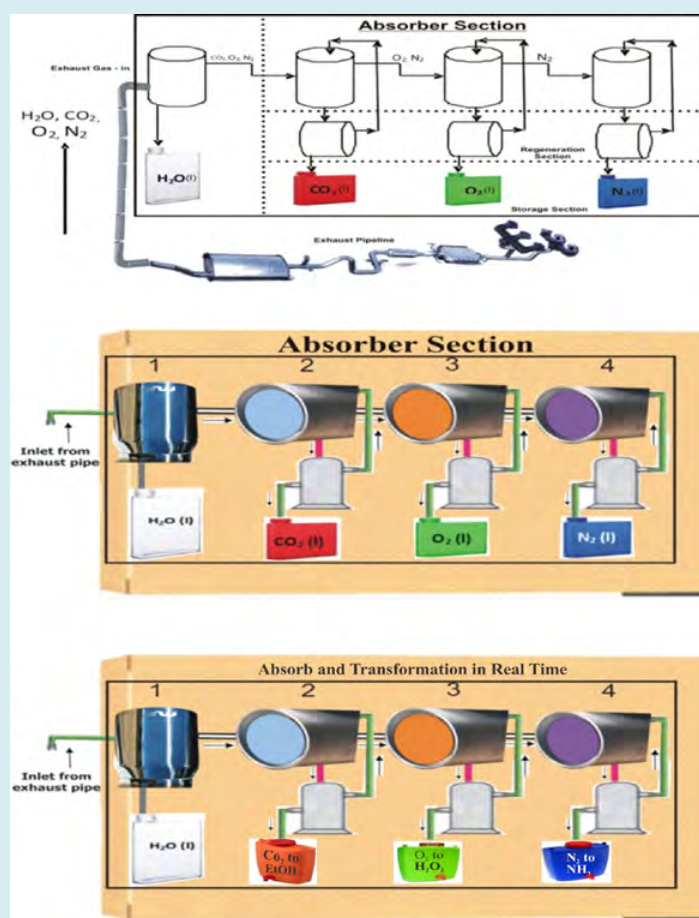 Absorber Section
Exhaust Gas - in
CO₂, O₂, N₂
O₂, N₂
N₂
H₂O, CO₂,
O₂, N₂
Regeneration
Section
H₂O(l)
CO₂(l)
O₂(l)
N₂(l)
Storage Section
Exhaust Pipeline
Absorber Section
1
2
3
4
Inlet from
exhaust pipe
H₂O (l)
CO₂ (l)
O₂ (l)
N₂ (l)
Absorb and Transformation in Real Time
1
2
3
4
Inlet from
exhaust pipe
H₂O (l)
Co₂ to
EtOH
O₂ to
H₂O₂
N₂ to
NH₃